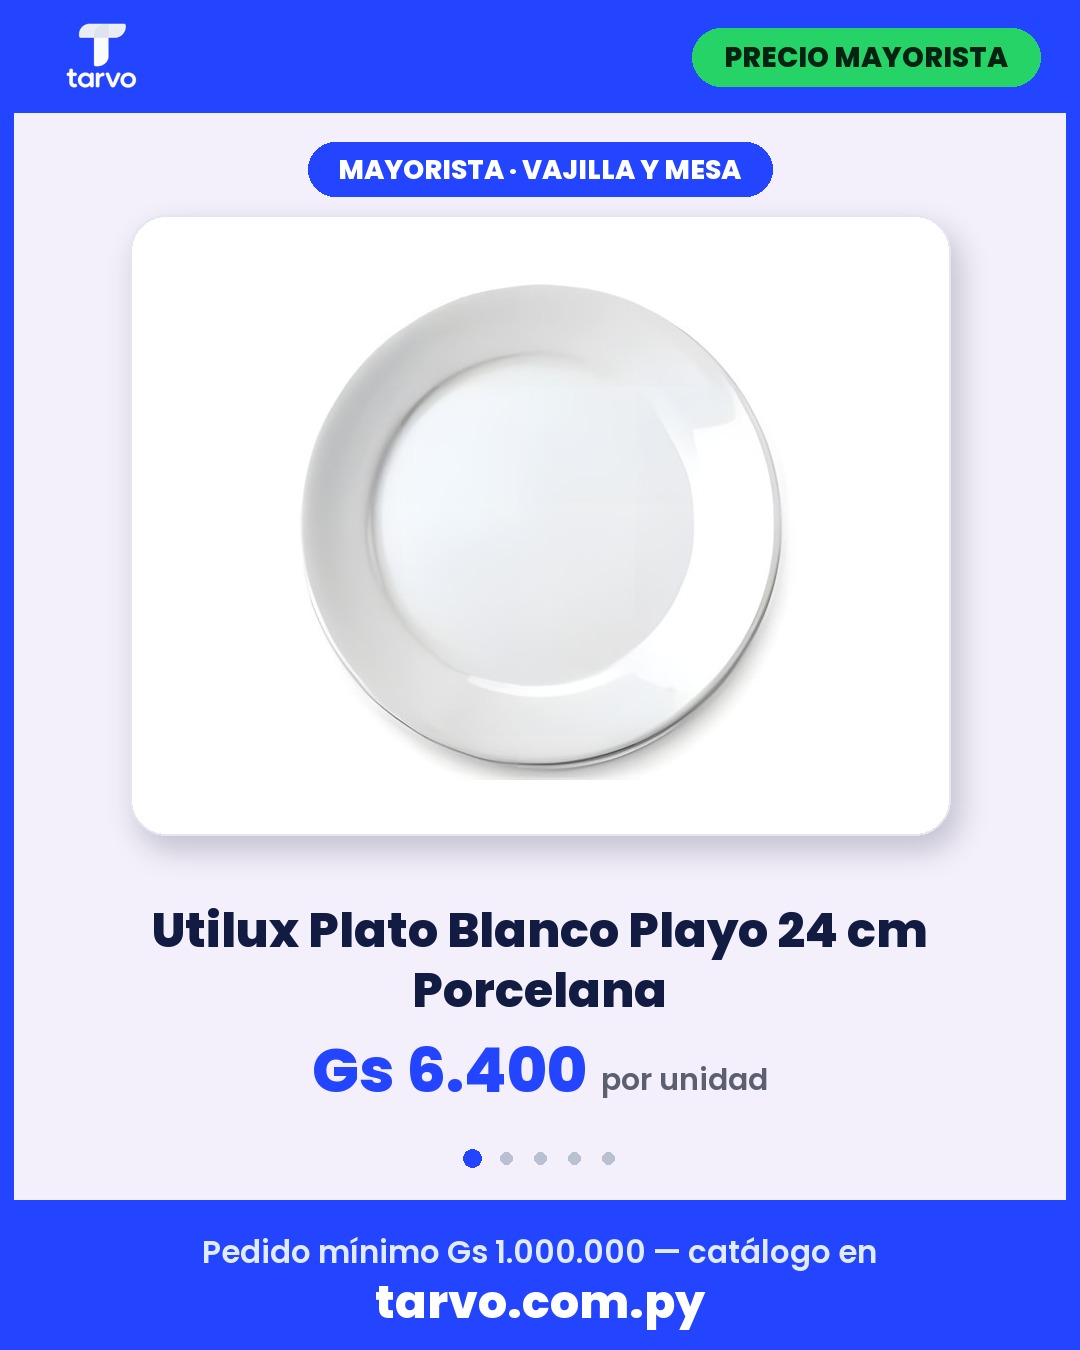 tarvo
PRECIO MAYORISTA
MAYORISTA · VAJILLA Y MESA
Utilux Plato Blanco Playo 24 cm
Porcelana
Gs 6.400 por unidad
Pedido mínimo Gs 1.000.000 — catálogo en
tarvo.com.py